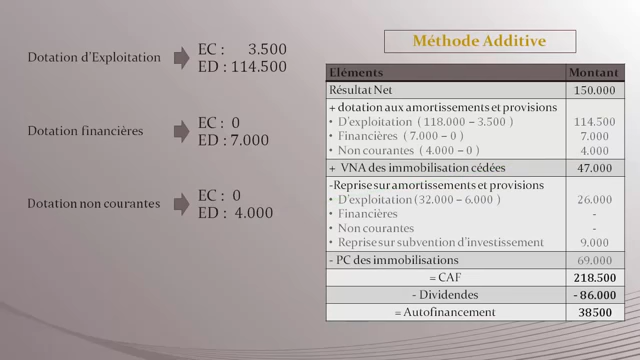 Dotation d'Exploitation
EC : 3.500
ED : 114.500
Dotation financières
EC : 0
ED : 7.000
Dotation non courantes
EC : 0
ED : 4.000
Méthode Additive
Eléments Montant
Résultat Net 150.000
+ dotation aux amortissements et provisions
• D'exploitation ( 118.000 – 3.500 ) 114.500
• Financières ( 7.000 – 0 ) 7.000
• Non courantes ( 4.000 – 0 ) 4.000
+ VNA des immobilisation cédées 47.000
-Reprise sur amortissements et provisions
• D'exploitation (32.000 – 6.000 ) 26.000
• Financières -
• Non courantes -
• Reprise sur subvention d'investissement 9.000
- PC des immobilisations 69.000
= CAF 218.500
- Dividendes - 86.000
= Autofinancement 38500